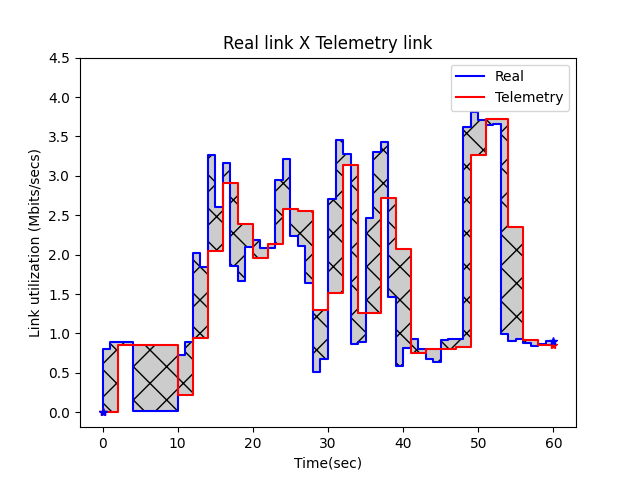 Real link X Telemetry link
Real
Telemetry
Link utilization (Mbits/secs)
4.5
4.0
3.5
3.0
2.5
2.0
1.5
1.0
0.5
0.0
0 10 20 30 40 50 60
Time(sec)